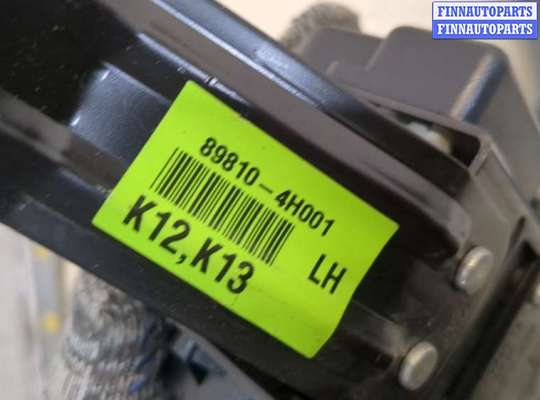 FINNAUTOPARTS
FINNAUTOPARTS
89810-4H001
K12,K13 LH